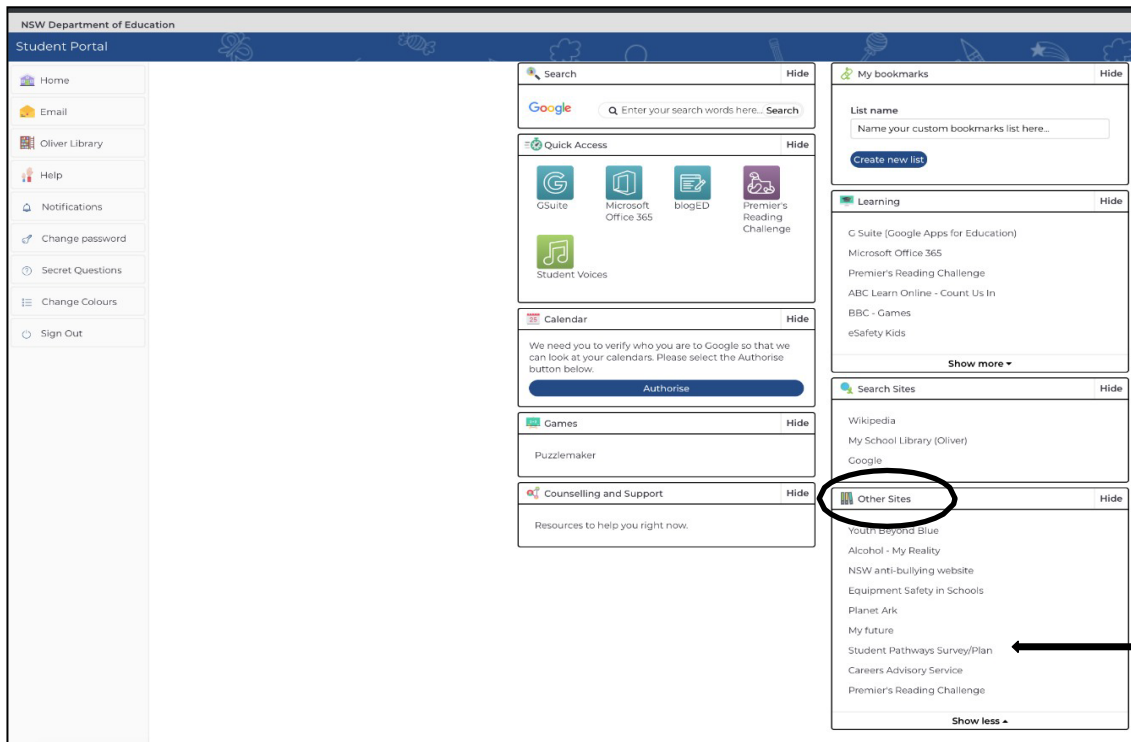 NSW Department of Education
Student Portal
Home
Email
Oliver Library
Help
Notifications
Change password
Secret Questions
Change Colours
Sign Out
Search
Hide
Google
Enter your search words here...
Search
Quick Access
Hide
GSuite
Microsoft
Office 365
blogED
Premier's
Reading
Challenge
Student Voices
Calendar
Hide
25
We need you to verify who you are to Google so that we
can look at your calendars. Please select the Authorise
button below.
Authorise
Games
Hide
Puzzlemaker
Counselling and Support
Hide
Resources to help you right now.
My bookmarks
Hide
List name
Name your custom bookmarks list here...
Create new list
Learning
Hide
G Suite (Google Apps for Education)
Microsoft Office 365
Premier's Reading Challenge
ABC Learn Online - Count Us In
BBC - Games
eSafety Kids
Show more
Search Sites
Hide
Wikipedia
My School Library (Oliver)
Google
Other Sites
Hide
Youth Beyond Blue
Alcohol - My Reality
NSW anti-bullying website
Equipment Safety in Schools
Planet Ark
My future
Student Pathways Survey/Plan
Careers Advisory Service
Premier's Reading Challenge
Show less